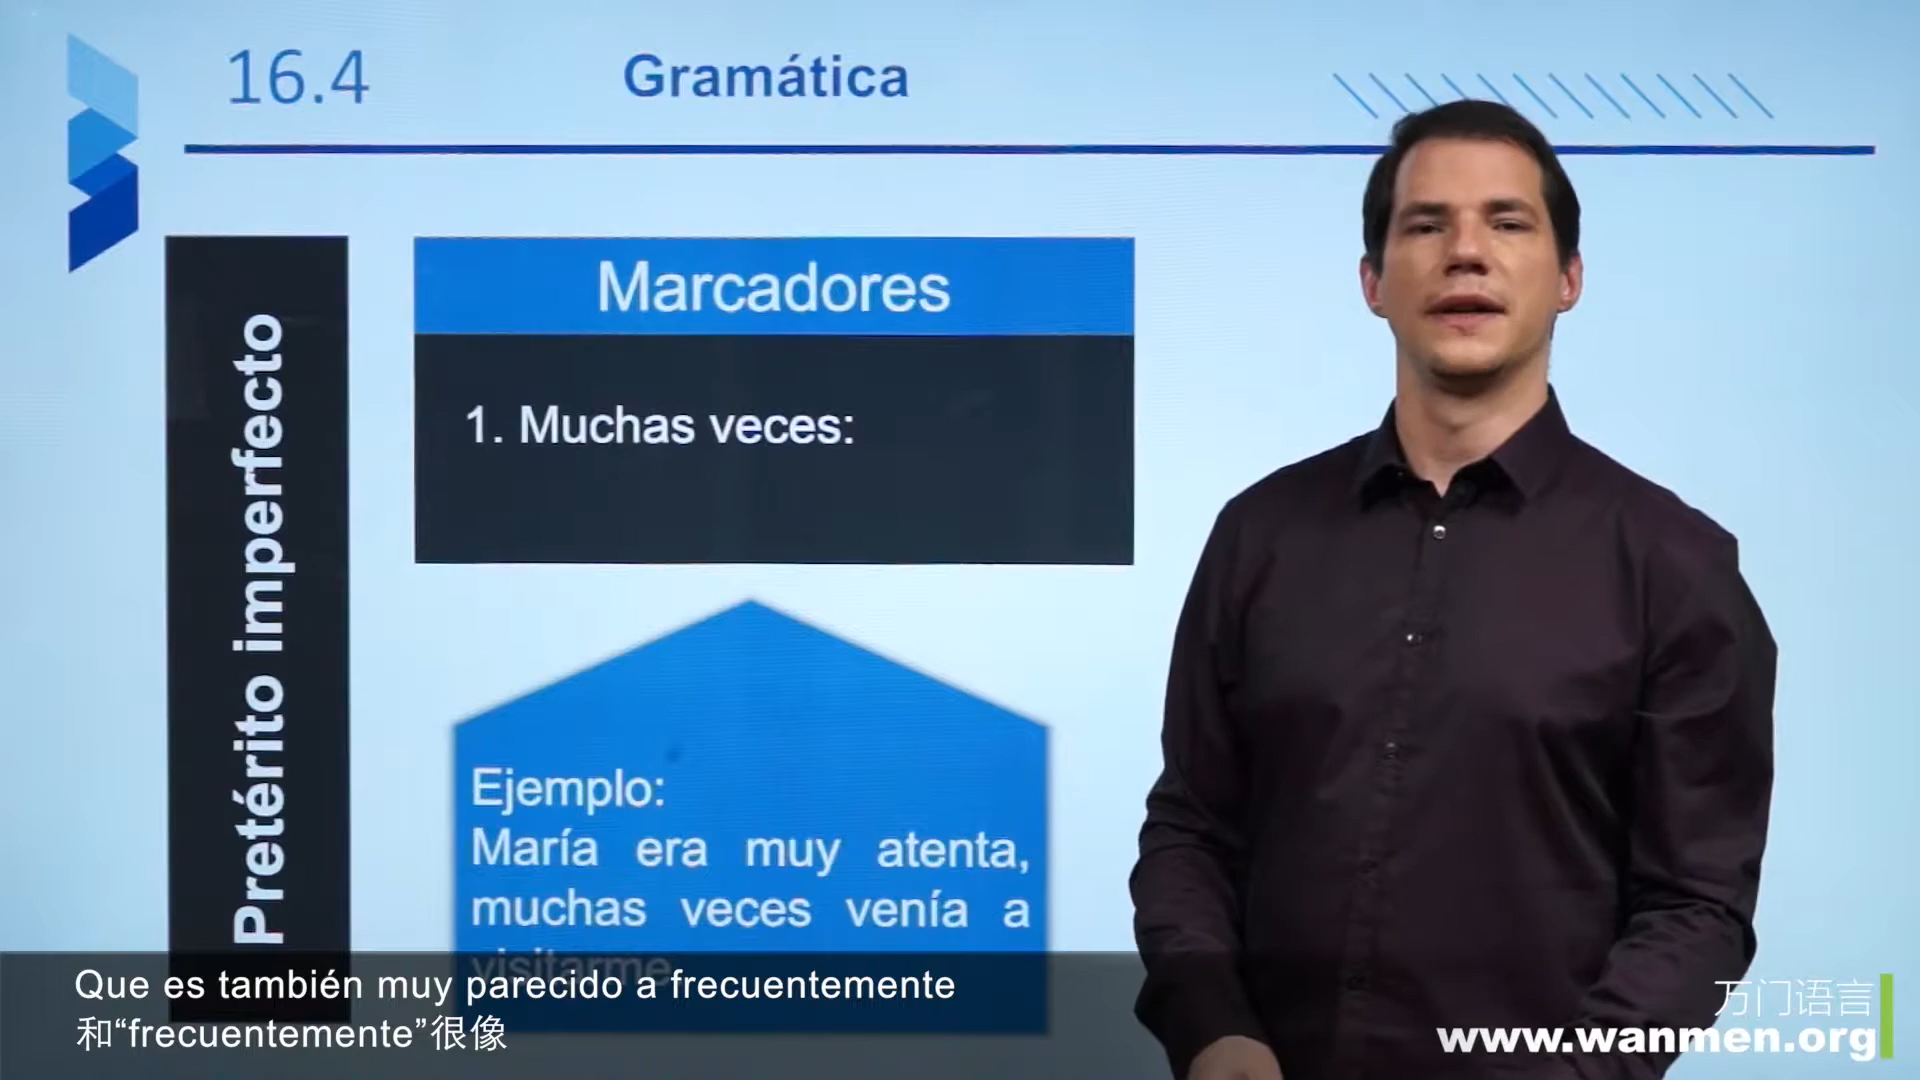 16.4
Gramática
Pretérito imperfecto
Marcadores
1. Muchas veces:
Ejemplo:
María era muy atenta,
muchas veces venía a
visitarme
Que es también muy parecido a frecuentemente
和“frecuentemente”很像
万门语言
www.wanmen.org